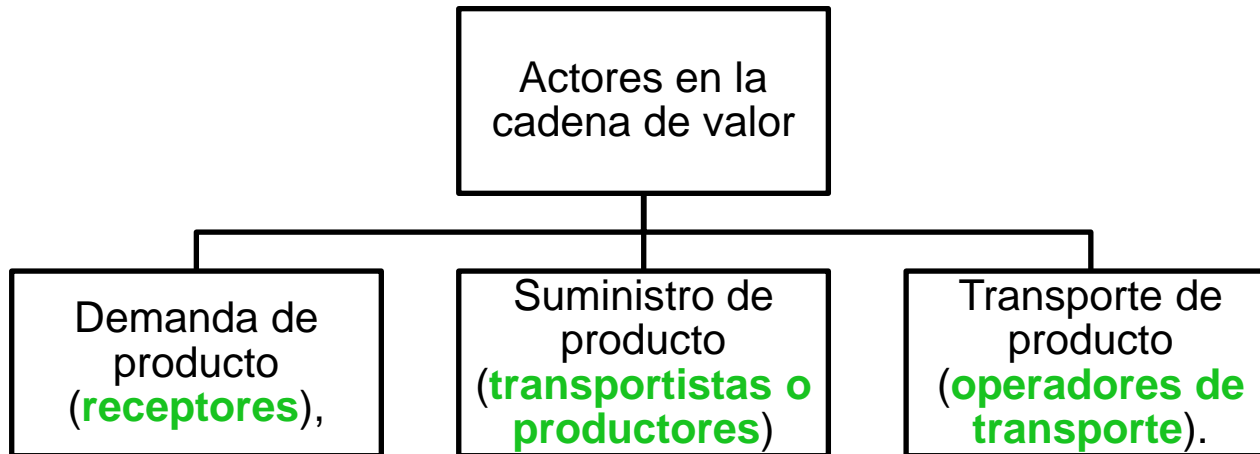 Actores en la
cadena de valor
Demanda de
producto
(receptores),
Suministro de
producto
(transportistas o
productores)
Transporte de
producto
(operadores de
transporte).